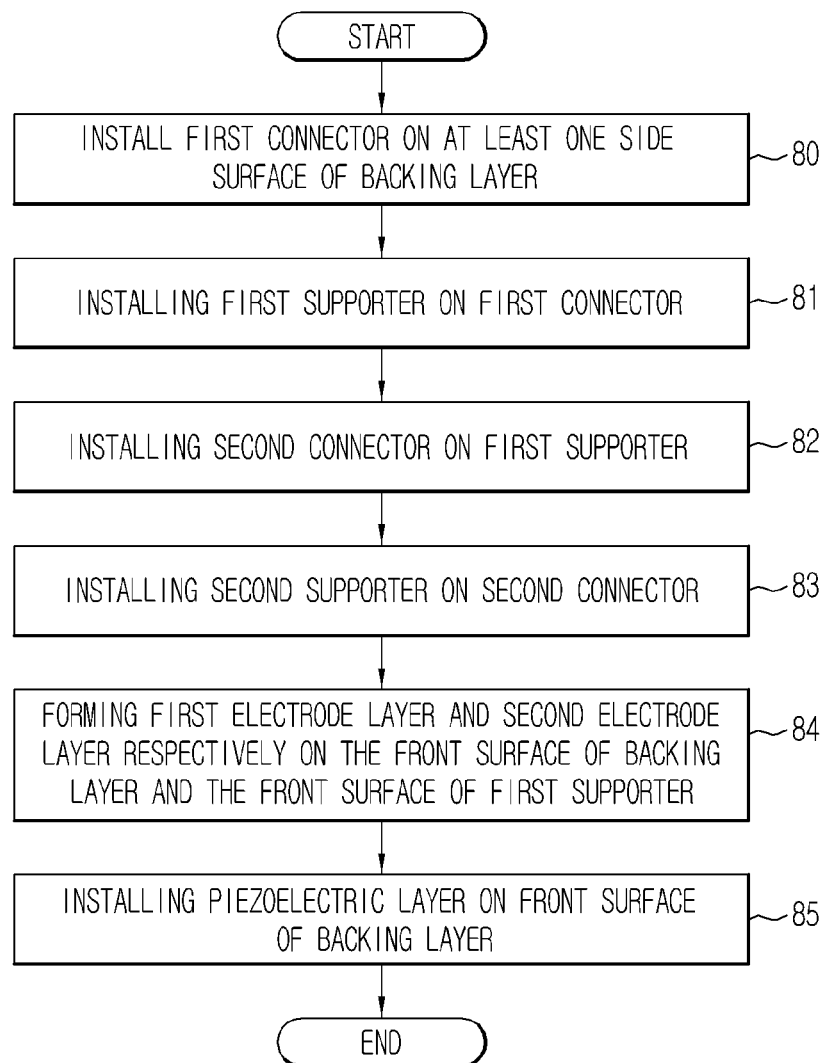 START
INSTALL FIRST CONNECTOR ON AT LEAST ONE SIDE
SURFACE OF BACKING LAYER
80
INSTALLING FIRST SUPPORTER ON FIRST CONNECTOR
81
INSTALLING SECOND CONNECTOR ON FIRST SUPPORTER
82
INSTALLING SECOND SUPPORTER ON SECOND CONNECTOR
83
FORMING FIRST ELECTRODE LAYER AND SECOND ELECTRODE
LAYER RESPECTIVELY ON THE FRONT SURFACE OF BACKING
LAYER AND THE FRONT SURFACE OF FIRST SUPPORTER
84
INSTALLING PIEZOELECTRIC LAYER ON FRONT SURFACE
OF BACKING LAYER
85
END